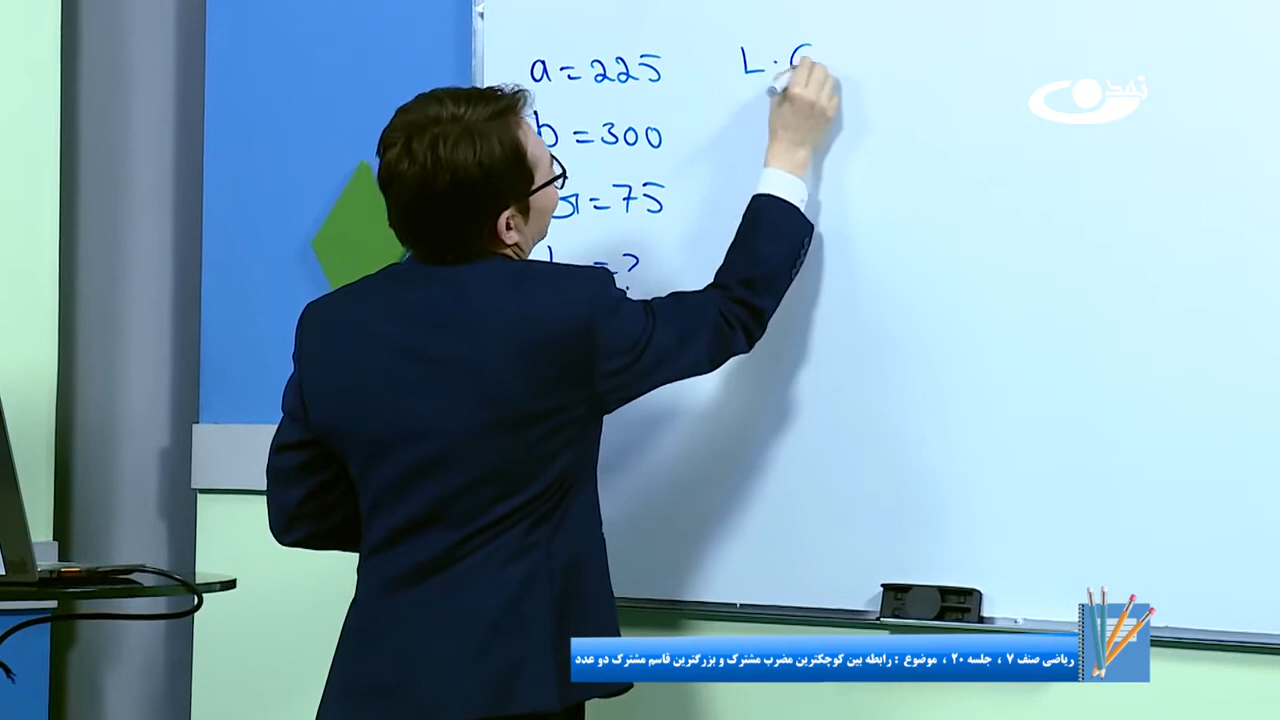 a = 225
L. C
b = 300
= 75
= ?
تمدن
ریاضی صنف ۷ ، جلسه ۲۰ ، موضوع : رابطه بین کوچکترین مضرب مشترک و بزرگترین قاسم مشترک دو عدد